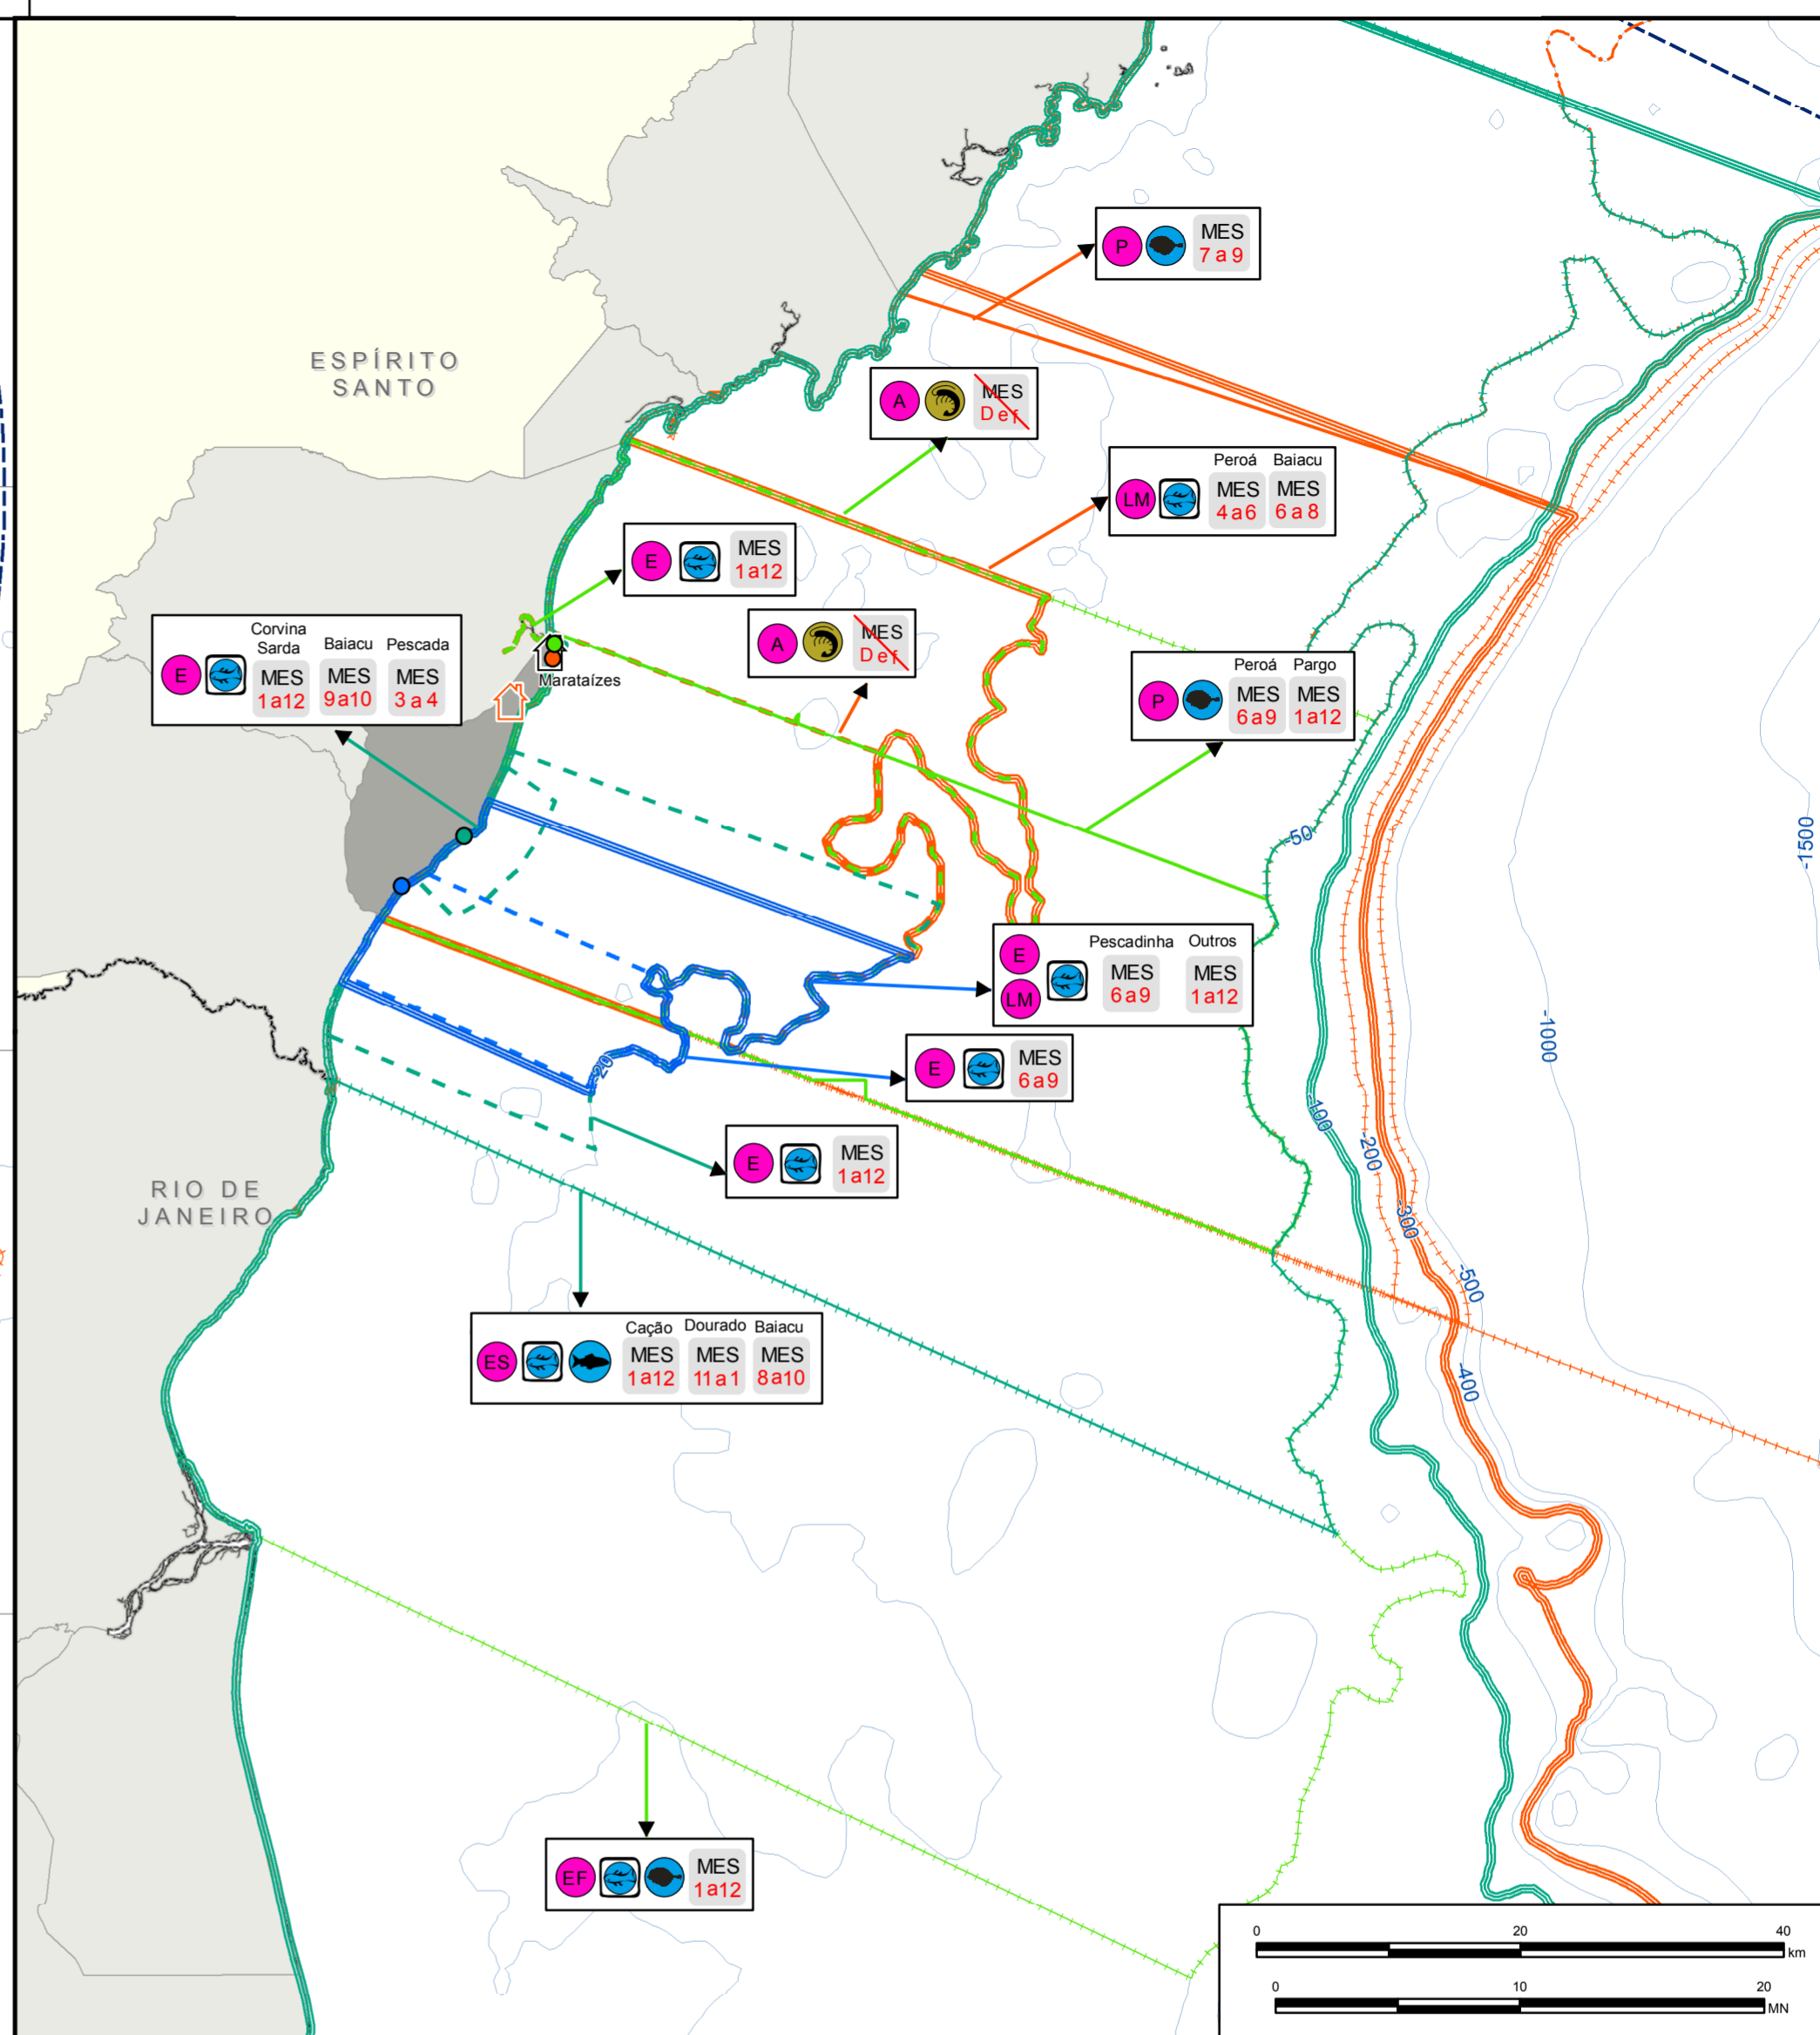 P MES
7 a 9
ESPÍRITO
SANTO
A MES
Def
Peroá Baiacu
LM MES MES
4 a 6 6 a 8
E MES
1 a 12
Corvina
Sarda Baiacu Pescada
E MES MES MES
1 a 12 9 a 10 3 a 4
A MES
Def
Marataízes
Peroá Pargo
P MES MES
6 a 9 1 a 12
-50
-1500
Pescadinha Outros
E
LM
MES MES
6 a 9 1 a 12
-1000
E MES
6 a 9
-20
-100
-200
E MES
1 a 12
RIO DE
JANEIRO
-300
-500
Cação Dourado Baiacu
ES MES MES MES
1 a 12 11 a 1 8 a 10
-400
EF MES
1 a 12
0 20 40
km
0 10 20
MN